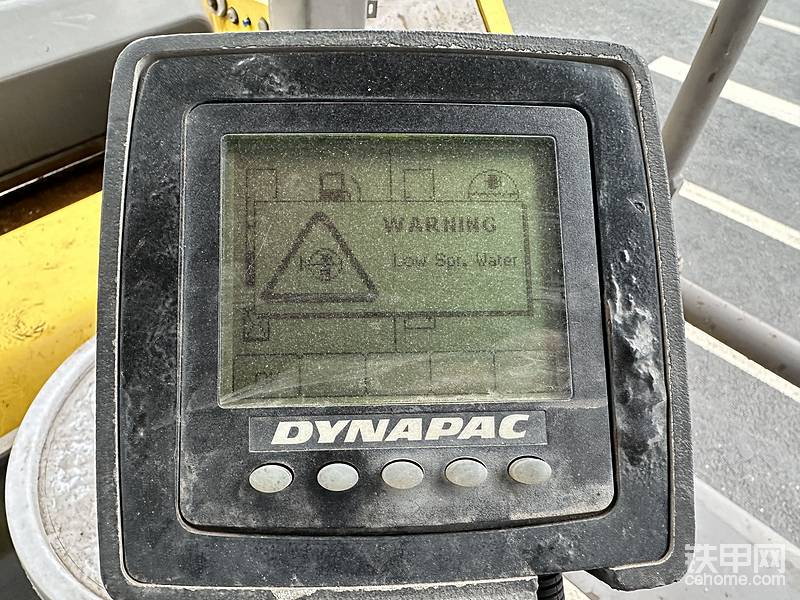 WARNING
Low Spr. Water
DYNAPAC
铁甲网
cehome.com